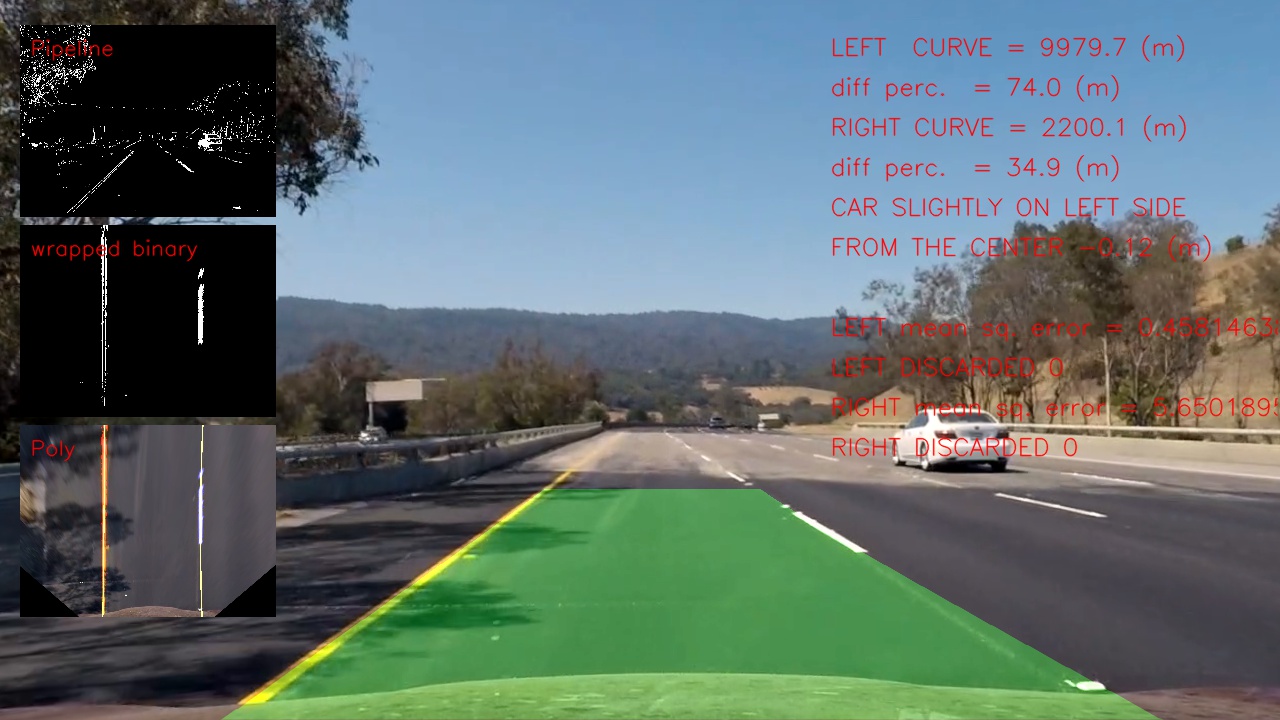 Pipeline
wrapped binary
Poly
LEFT CURVE = 9979.7 (m)
diff perc. = 74.0 (m)
RIGHT CURVE = 2200.1 (m)
diff perc. = 34.9 (m)
CAR SLIGHTLY ON LEFT SIDE
FROM THE CENTER -0.12 (m)
LEFT mean sq. error = 0.4581463
LEFT DISCARDED 0
RIGHT mean sq. error = 5.650189
RIGHT DISCARDED 0